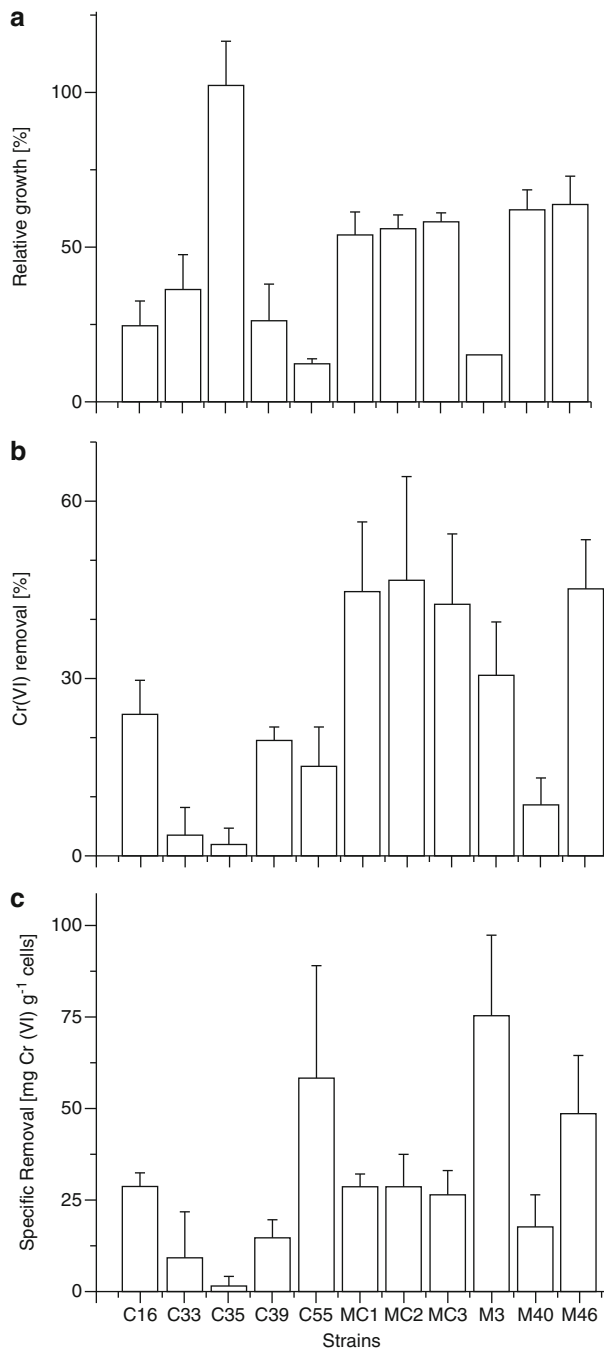 a
Relative growth [%]
100
50
0
b
Cr(VI) removal [%]
60
30
0
c
Specific Removal [mg Cr (VI) g⁻¹ cells]
100
75
50
25
0
C16 C33 C35 C39 C55 MC1 MC2 MC3 M3 M40 M46
Strains